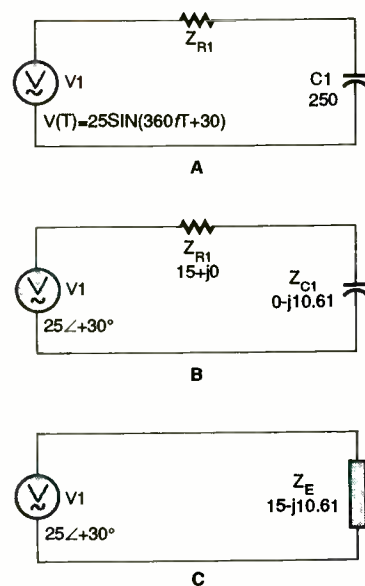 Z_R1
V V1
C1
250
V(T)=25SIN(360fT+30)
A
Z_R1
15+j0
V V1
Z_C1
0-j10.61
25∠+30°
B
V V1
Z_E
15-j10.61
25∠+30°
C